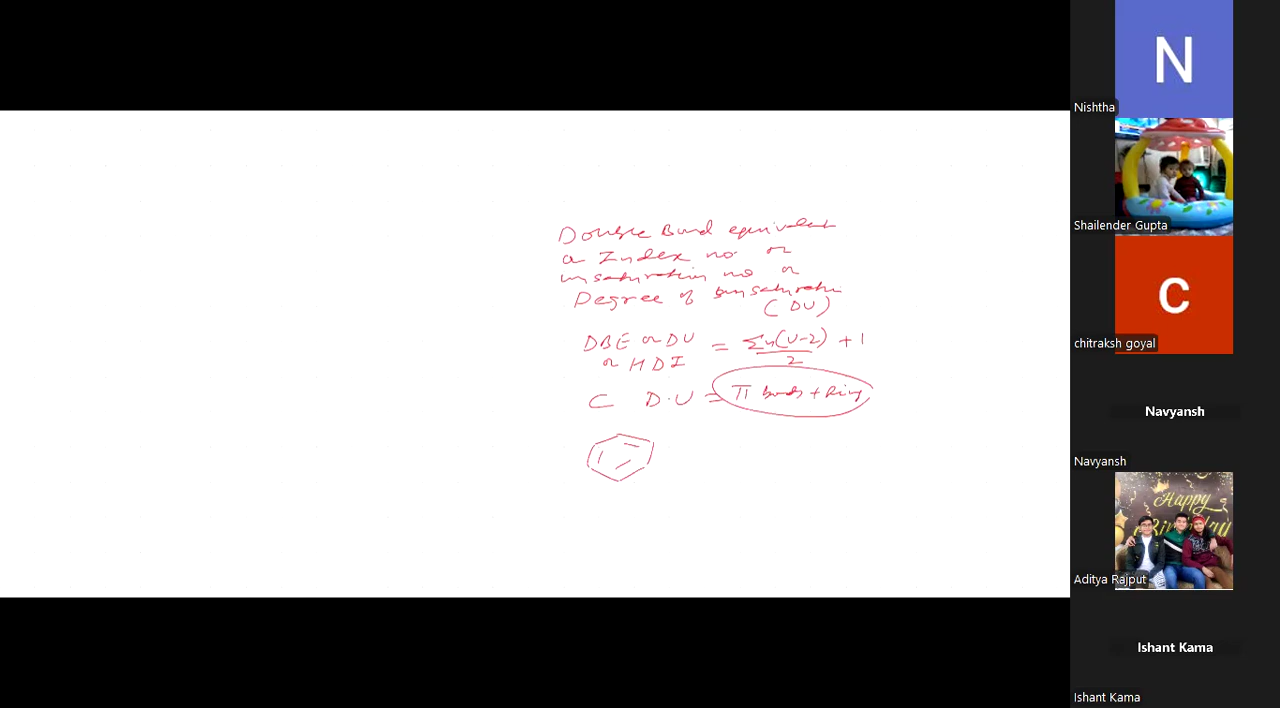 Double Bond equivalent
or Index no or
unsaturation no or
Degree of unsaturation
(DU)
DBE or DU = Σn(v-2)/2 + 1
or HDI
C D.U = π bonds + Ring
N
Nishtha
Shailender Gupta
C
chitraksh goyal
Navyansh
Navyansh
Happy
Birthday
Aditya Rajput
Ishant Kama
Ishant Kama